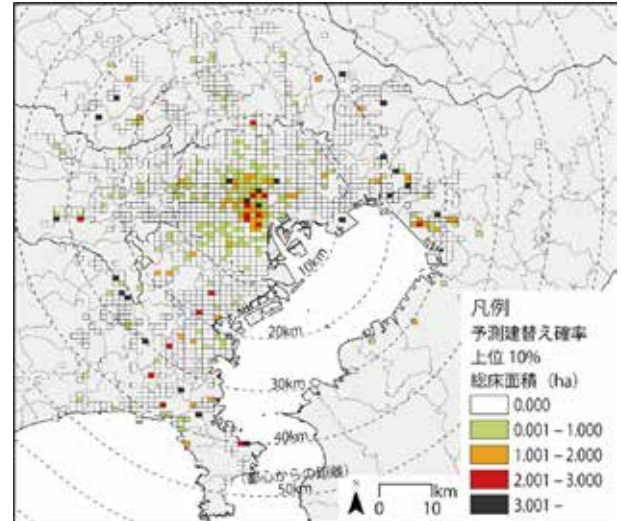 10km
20km
30km
40km
(都心からの距離)
50km
凡例
予測建替え確率
上位 10%
総床面積 (ha)
0.000
0.001 – 1.000
1.001 – 2.000
2.001 – 3.000
3.001 –
N
0 10
km